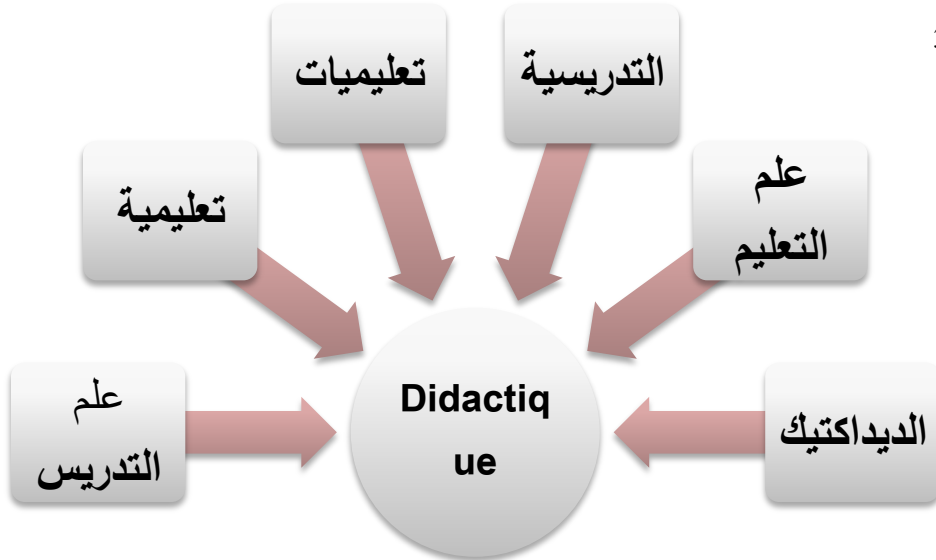 التدريسية
تعليميات
علم
التعليم
تعليمية
Didactiq
ue
علم
التدريس
الديداكتيك